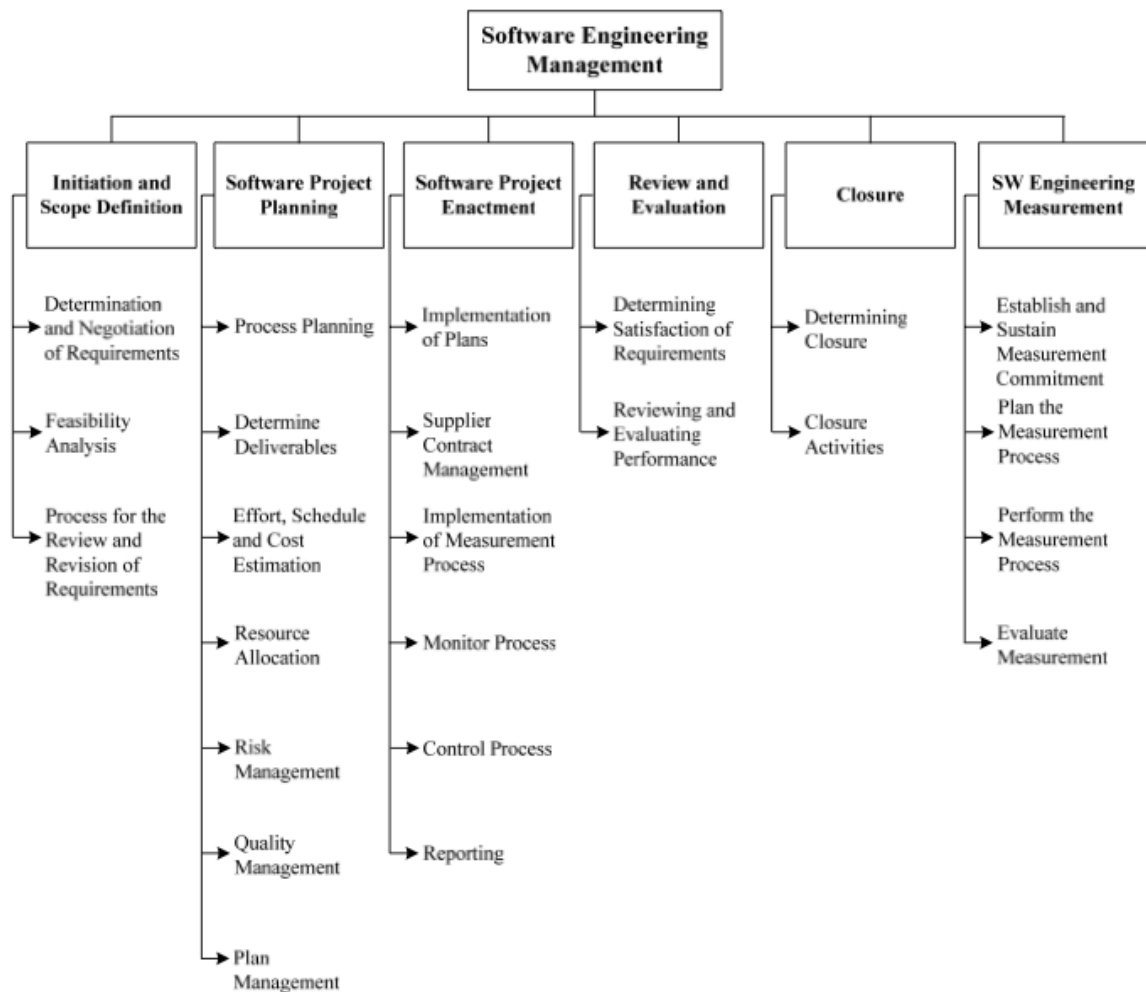 Software Engineering
Management
Initiation and
Scope Definition
Software Project
Planning
Software Project
Enactment
Review and
Evaluation
Closure
SW Engineering
Measurement
Determination
and Negotiation
of Requirements
Feasibility
Analysis
Process for the
Review and
Revision of
Requirements
Process Planning
Determine
Deliverables
Effort, Schedule
and Cost
Estimation
Resource
Allocation
Risk
Management
Quality
Management
Plan
Management
Implementation
of Plans
Supplier
Contract
Management
Implementation
of Measurement
Process
Monitor Process
Control Process
Reporting
Determining
Satisfaction of
Requirements
Reviewing and
Evaluating
Performance
Determining
Closure
Closure
Activities
Establish and
Sustain
Measurement
Commitment
Plan the
Measurement
Process
Perform the
Measurement
Process
Evaluate
Measurement